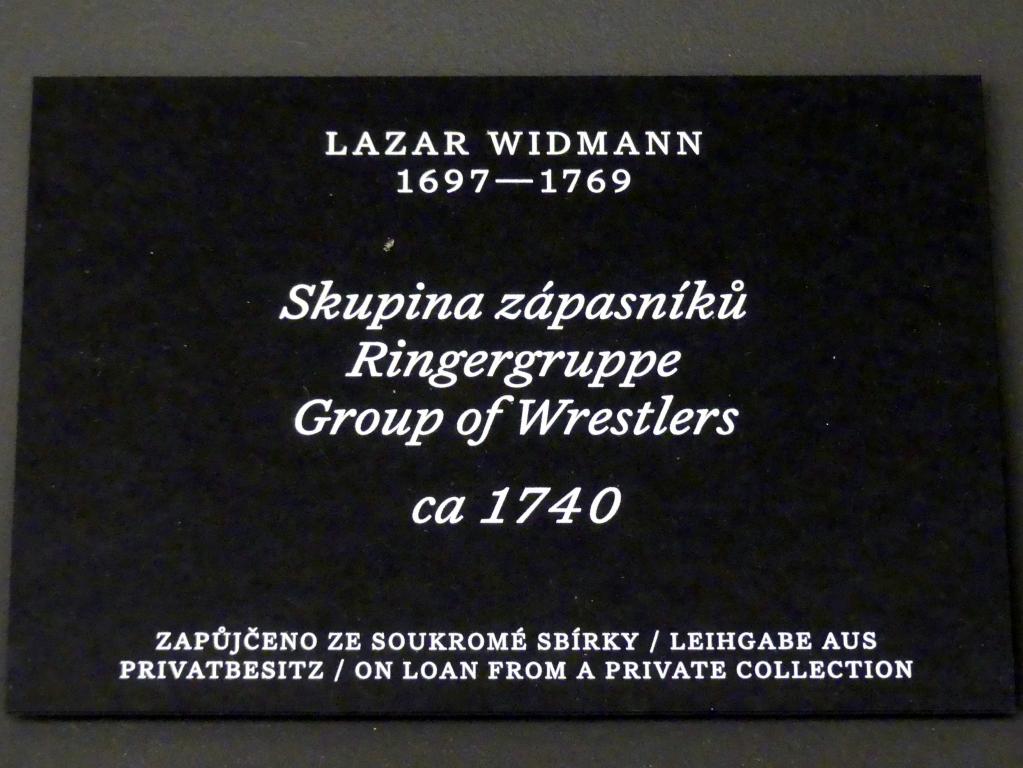 LAZAR WIDMANN
1697—1769
Skupina zápasníků
Ringergruppe
Group of Wrestlers
ca 1740
ZAPŮJČENO ZE SOUKROMÉ SBÍRKY / LEIHGABE AUS
PRIVATBESITZ / ON LOAN FROM A PRIVATE COLLECTION